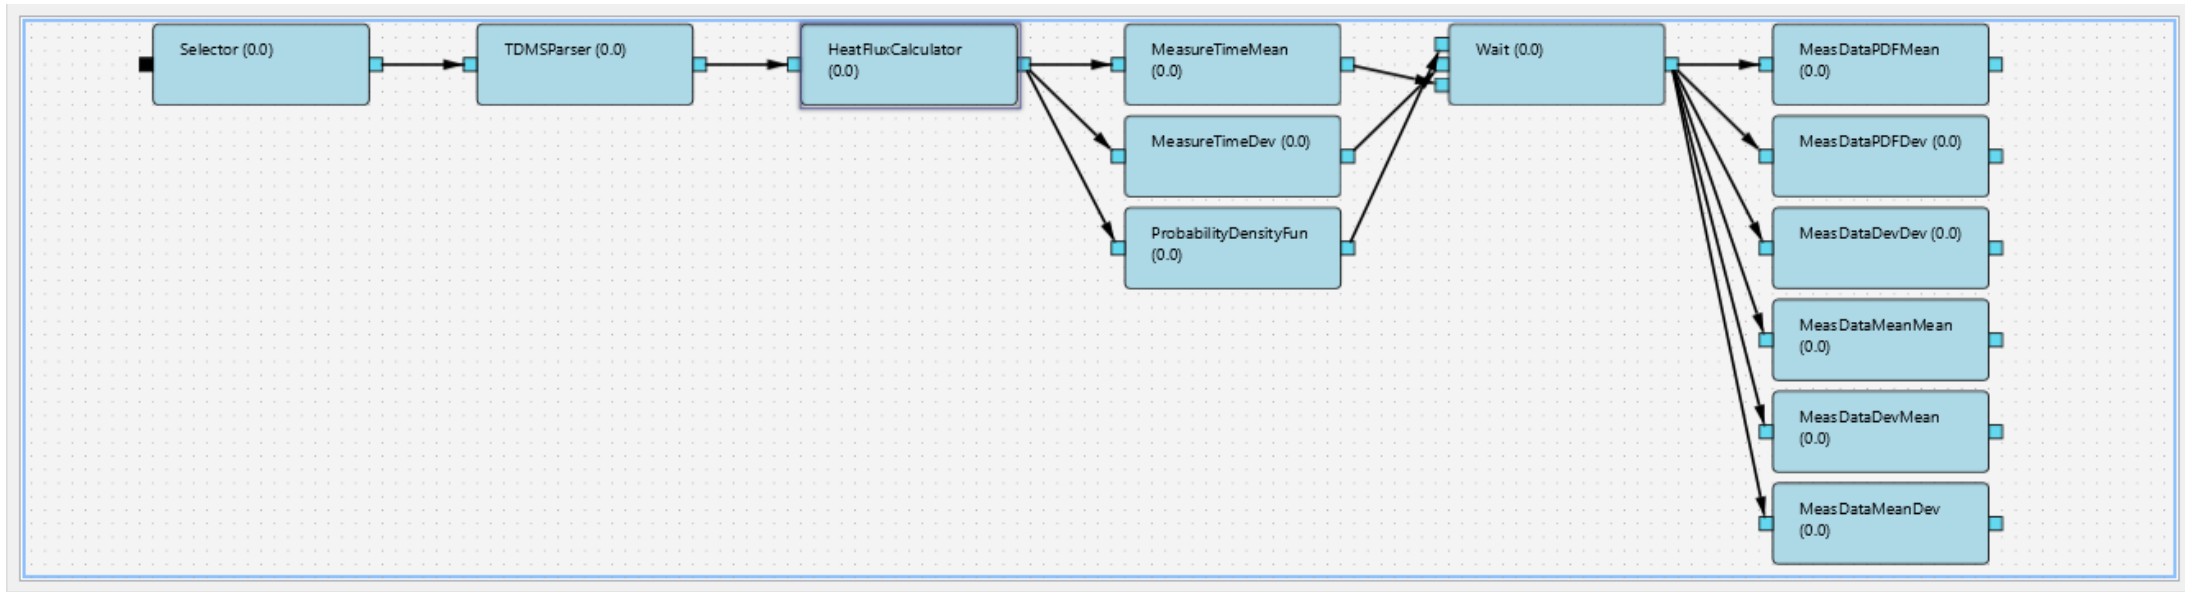 Selector (0.0)
TDMSParser (0.0)
HeatFluxCalculator
(0.0)
MeasureTimeMean
(0.0)
MeasureTimeDev (0.0)
ProbabilityDensityFun
(0.0)
Wait (0.0)
MeasDataPDFMean
(0.0)
MeasDataPDFDev (0.0)
MeasDataDevDev (0.0)
MeasDataMeanMean
(0.0)
MeasDataDevMean
(0.0)
MeasDataMeanDev
(0.0)